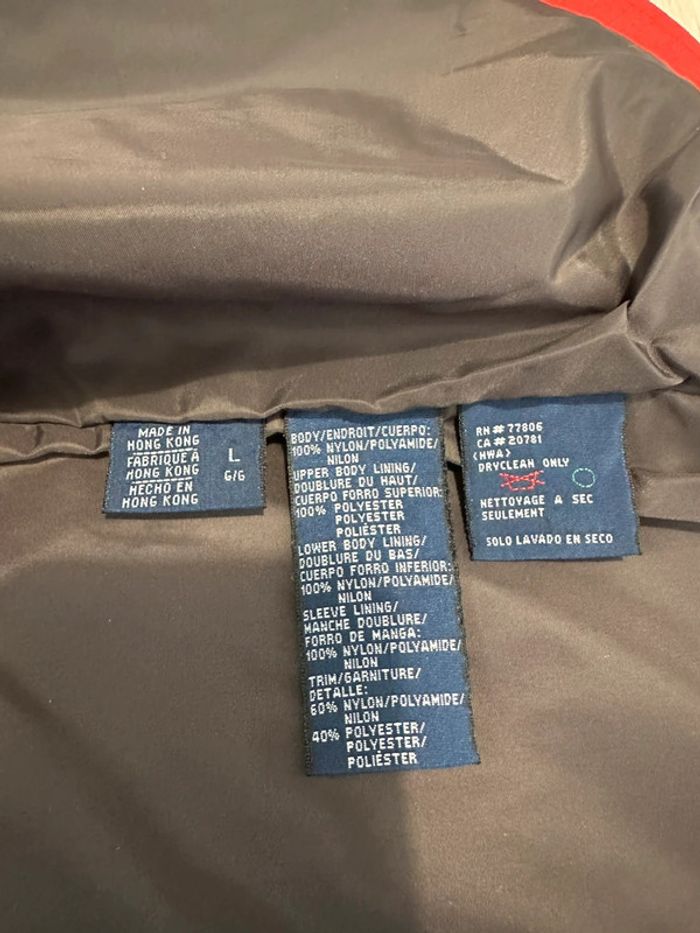 MADE IN
HONG KONG
FABRIQUÉ À
HONG KONG
HECHO EN
HONG KONG
L
G/G
BODY/ENDROIT/CUERPO:
100% NYLON/POLYAMIDE/
NILON
UPPER BODY LINING/
DOUBLURE DU HAUT/
CUERPO FORRO SUPERIOR:
100% POLYESTER
POLYESTER
POLIÉSTER
LOWER BODY LINING/
DOUBLURE DU BAS/
CUERPO FORRO INFERIOR:
100% NYLON/POLYAMIDE/
NILON
SLEEVE LINING/
MANCHE DOUBLURE/
FORRO DE MANGA:
100% NYLON/POLYAMIDE/
NILON
TRIM/GARNITURE/
DETALLE:
60% NYLON/POLYAMIDE/
NILON
40% POLYESTER/
POLYESTER/
POLIÉSTER
RN# 77806
CA# 20781
(HWA)
DRYCLEAN ONLY
NETTOYAGE A SEC
SEULEMENT
SOLO LAVADO EN SECO